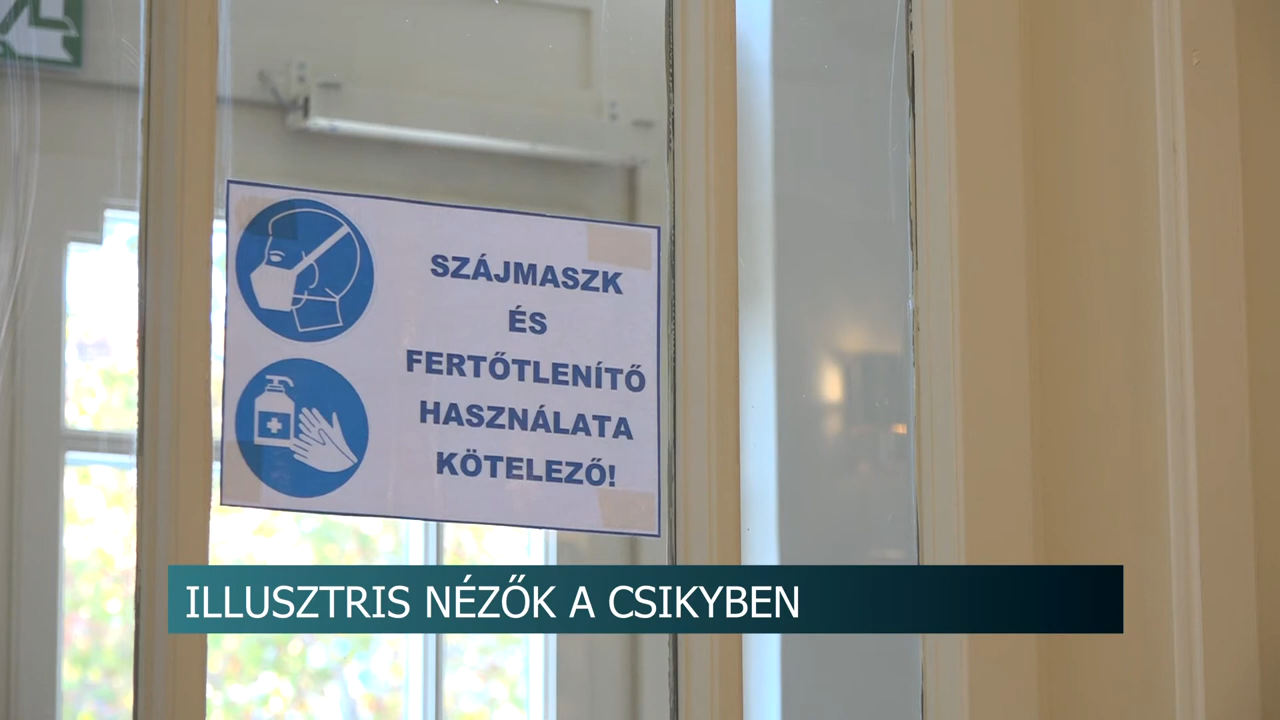 SZÁJMASZK
ÉS
FERTŐTLENÍTŐ
HASZNÁLATA
KÖTELEZŐ!
ILLUSZTRIS NÉZŐK A CSIKYBEN